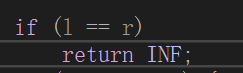 if (l == r)
return INF;